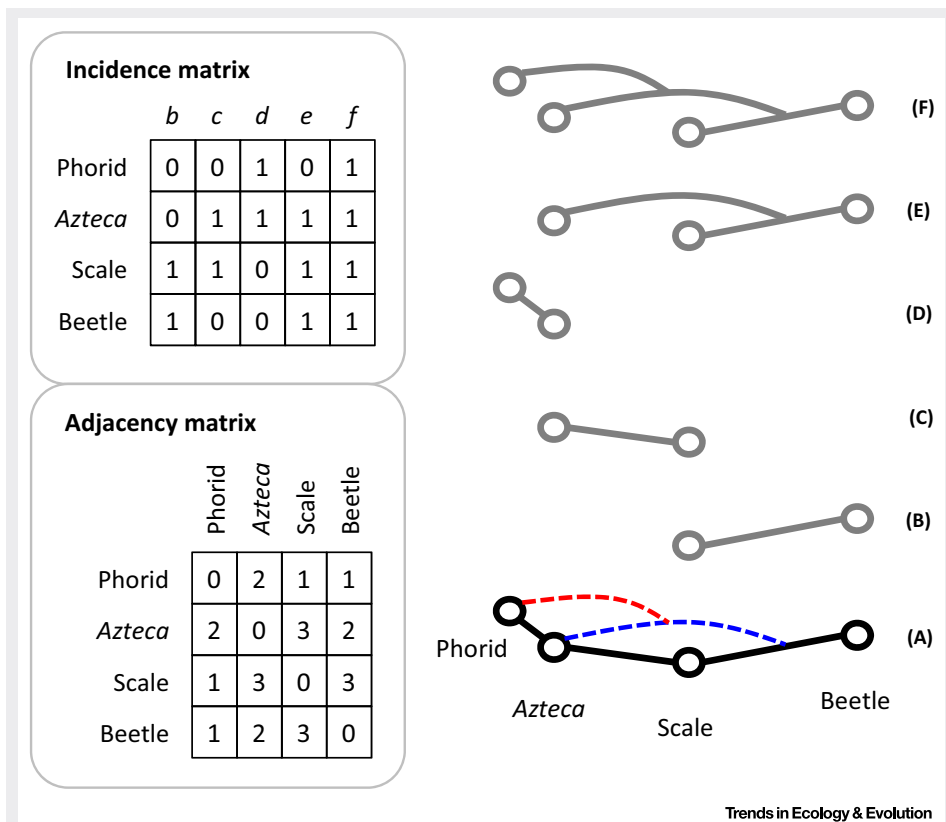 Incidence matrix
b c d e f
Phorid 0 0 1 0 1
Azteca 0 1 1 1 1
Scale 1 1 0 1 1
Beetle 1 0 0 1 1
Adjacency matrix
Phorid Azteca Scale Beetle
Phorid 0 2 1 1
Azteca 2 0 3 2
Scale 1 3 0 3
Beetle 1 2 3 0
(F)
(E)
(D)
(C)
(B)
(A)
Phorid
Azteca
Scale
Beetle
Trends in Ecology & Evolution